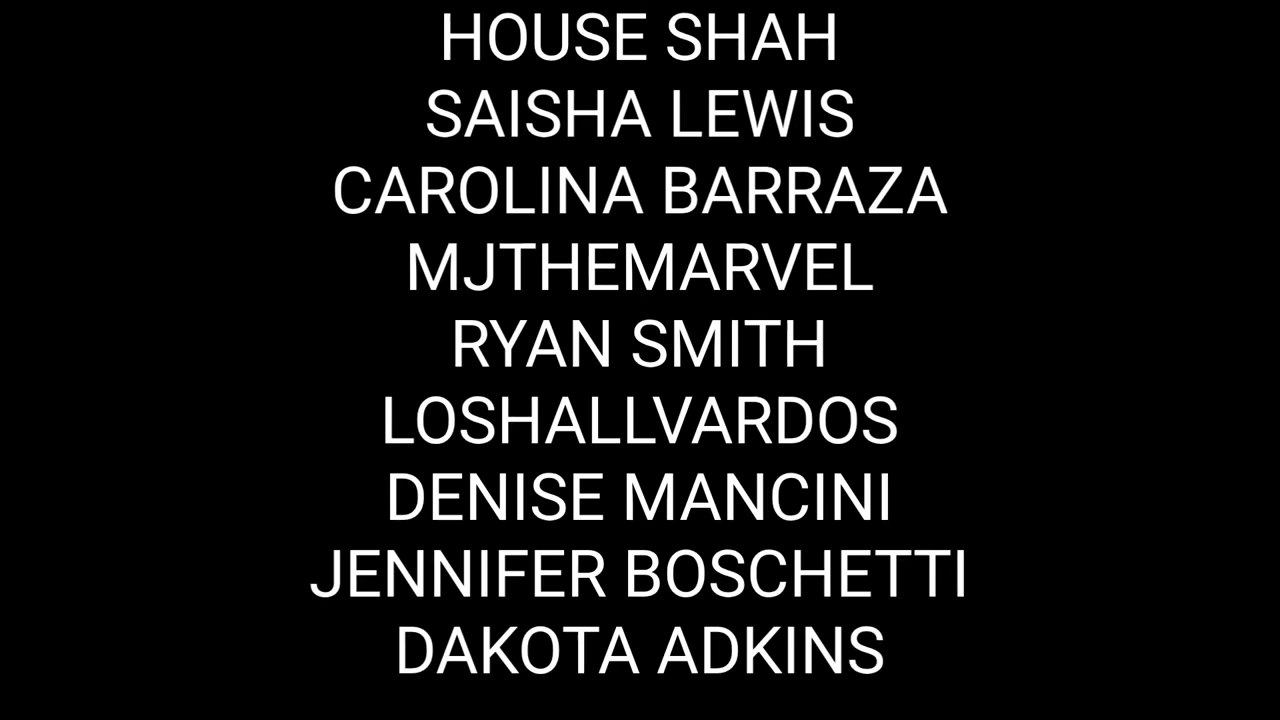 HOUSE SHAH
SAISHA LEWIS
CAROLINA BARRAZA
MJTHEMARVEL
RYAN SMITH
LOSHALLVARDOS
DENISE MANCINI
JENNIFER BOSCHETTI
DAKOTA ADKINS